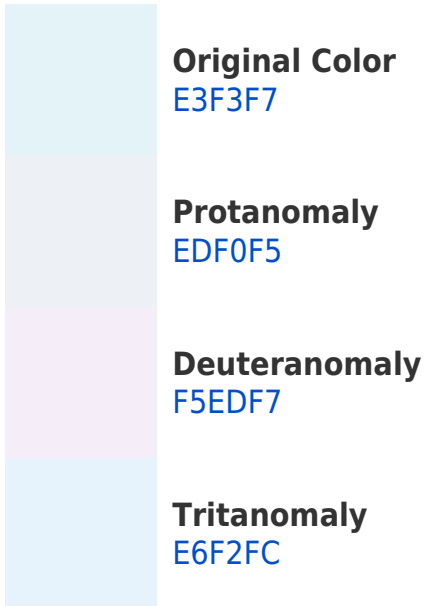 Original Color
E3F3F7
Protanomaly
EDF0F5
Deuteranomaly
F5EDF7
Tritanomaly
E6F2FC